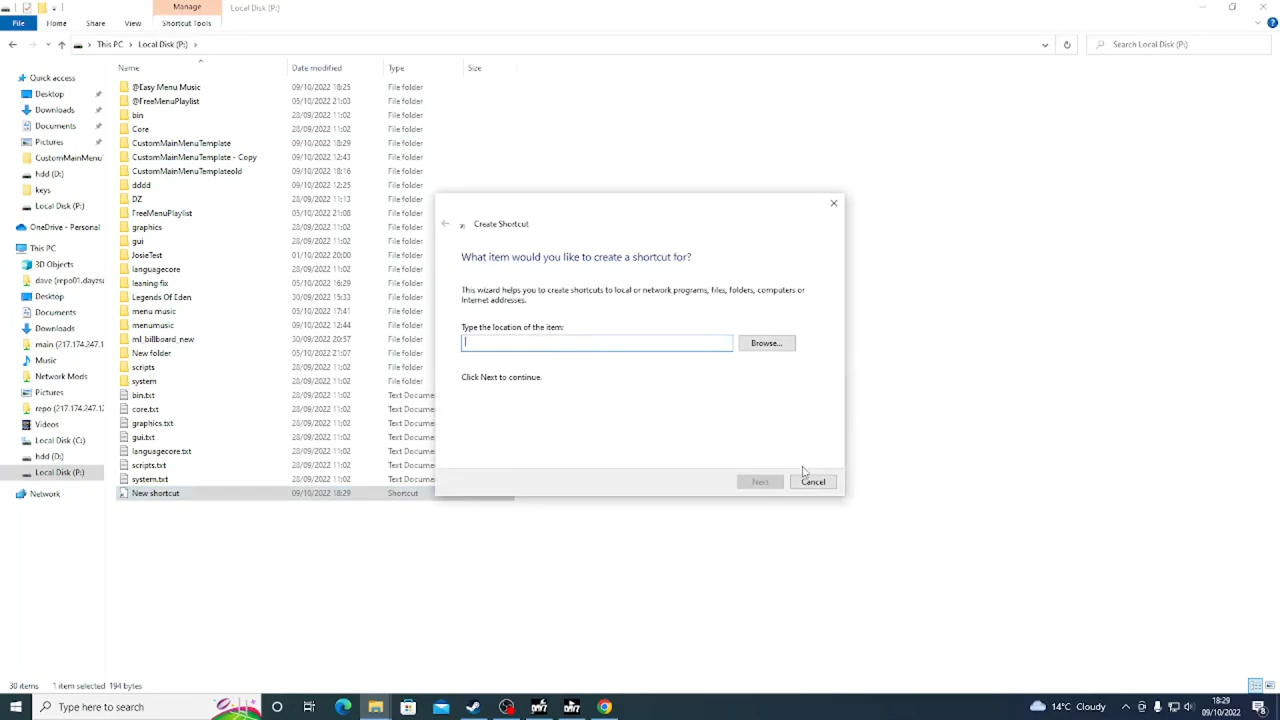 Manage
Local Disk (P:)
File
Home
Share
View
Shortcut Tools
This PC
Local Disk (P:)
Search Local Disk (P:)
Name
Date modified
Type
Size
Quick access
Desktop
Downloads
Documents
Pictures
CustomMainMenu
hdd (D:)
keys
Local Disk (P:)
OneDrive - Personal
This PC
3D Objects
dave (repo01.dayzs
Desktop
Documents
Downloads
main (217.174.247.1
Music
Network Mods
Pictures
repo (217.174.247.1
Videos
Local Disk (C:)
hdd (D:)
Local Disk (P:)
Network
@Easy Menu Music 09/10/2022 18:25 File folder
@FreeMenuPlaylist 05/10/2022 21:03 File folder
bin 28/09/2022 11:02 File folder
Core 28/09/2022 11:02 File folder
CustomMainMenuTemplate 09/10/2022 18:29 File folder
CustomMainMenuTemplate - Copy 09/10/2022 12:43 File folder
CustomMainMenuTemplateold 09/10/2022 18:16 File folder
dddd 09/10/2022 12:25 File folder
DZ 28/09/2022 11:13 File folder
FreeMenuPlaylist 05/10/2022 21:08 File folder
graphics 28/09/2022 11:02 File folder
gui 28/09/2022 11:02 File folder
JosieTest 01/10/2022 20:00 File folder
languagecore 28/09/2022 11:02 File folder
leaning fix 05/10/2022 16:29 File folder
Legends Of Eden 30/09/2022 15:33 File folder
menu music 05/10/2022 17:41 File folder
menumusic 09/10/2022 12:44 File folder
ml_billboard_new 30/09/2022 20:57 File folder
New folder 05/10/2022 21:07 File folder
scripts 28/09/2022 11:02 File folder
system 28/09/2022 11:02 File folder
bin.txt 28/09/2022 11:02 Text Docume
core.txt 28/09/2022 11:02 Text Docume
graphics.txt 28/09/2022 11:02 Text Docume
gui.txt 28/09/2022 11:02 Text Docume
languagecore.txt 28/09/2022 11:02 Text Docume
scripts.txt 28/09/2022 11:02 Text Docume
system.txt 28/09/2022 11:02 Text Docume
New shortcut 09/10/2022 18:29 Shortcut
Create Shortcut
What item would you like to create a shortcut for?
This wizard helps you to create shortcuts to local or network programs, files, folders, computers or
Internet addresses.
Type the location of the item:
Browse...
Click Next to continue.
Next
Cancel
30 items 1 item selected 194 bytes
Type here to search
14°C Cloudy
18:29
09/10/2022
8